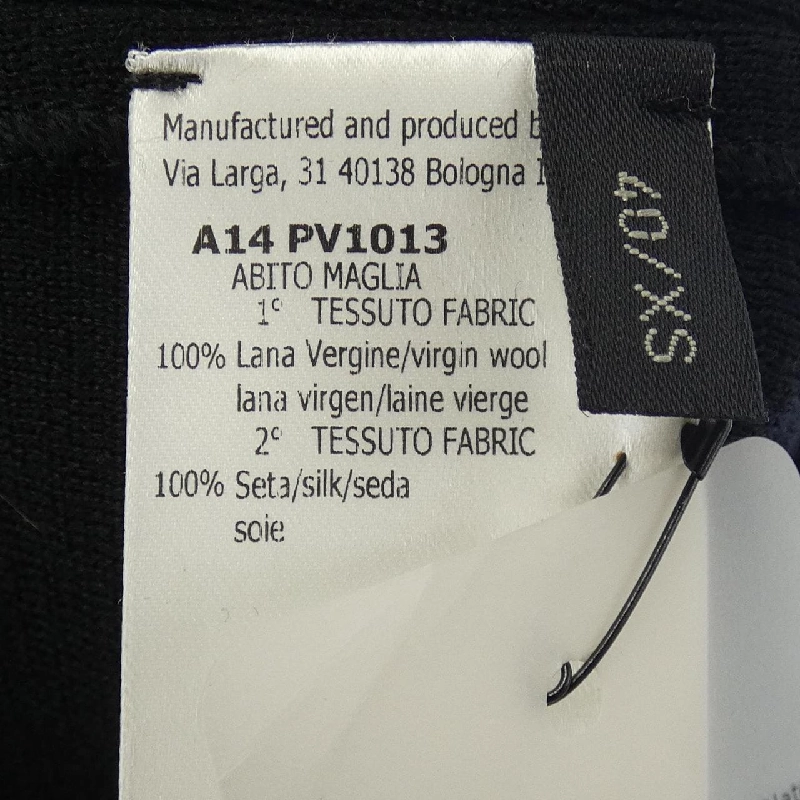 Manufactured and produced
Via Larga, 31 40138 Bologna
A14 PV1013
ABITO MAGLIA
1° TESSUTO FABRIC
100% Lana Vergine/virgin wool
lana virgen/laine vierge
2° TESSUTO FABRIC
100% Seta/silk/seda
soie
40/XS